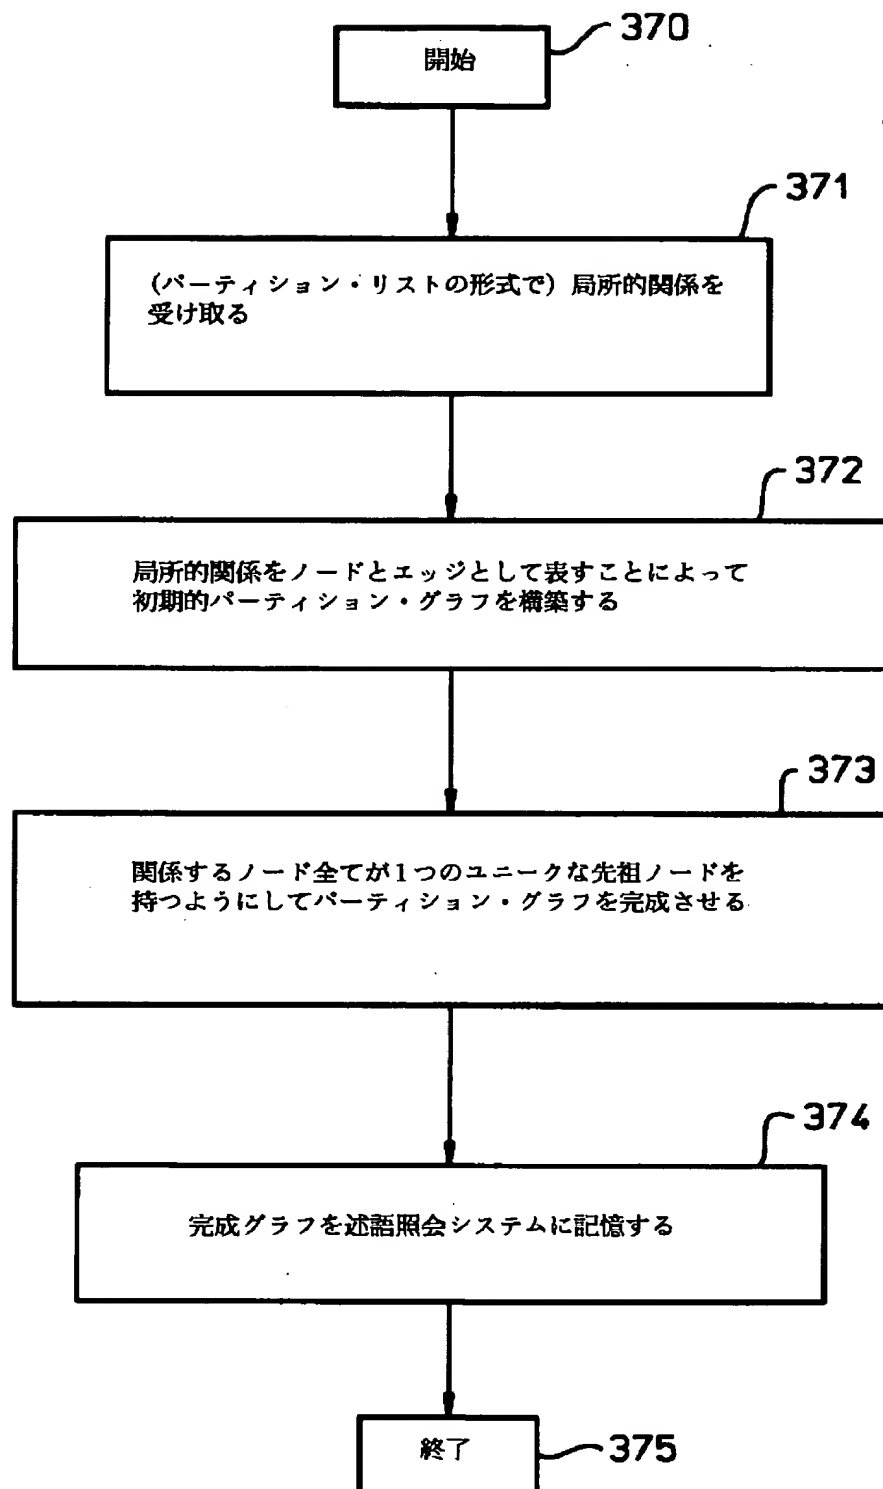 開始
370
371
(パーティション・リストの形式で) 局所的関係を
受け取る
372
局所的関係をノードとエッジとして表すことによって
初期的パーティション・グラフを構築する
373
関係するノード全てが1つのユニークな先祖ノードを
持つようにしてパーティション・グラフを完成させる
374
完成グラフを述語照会システムに記憶する
終了
375